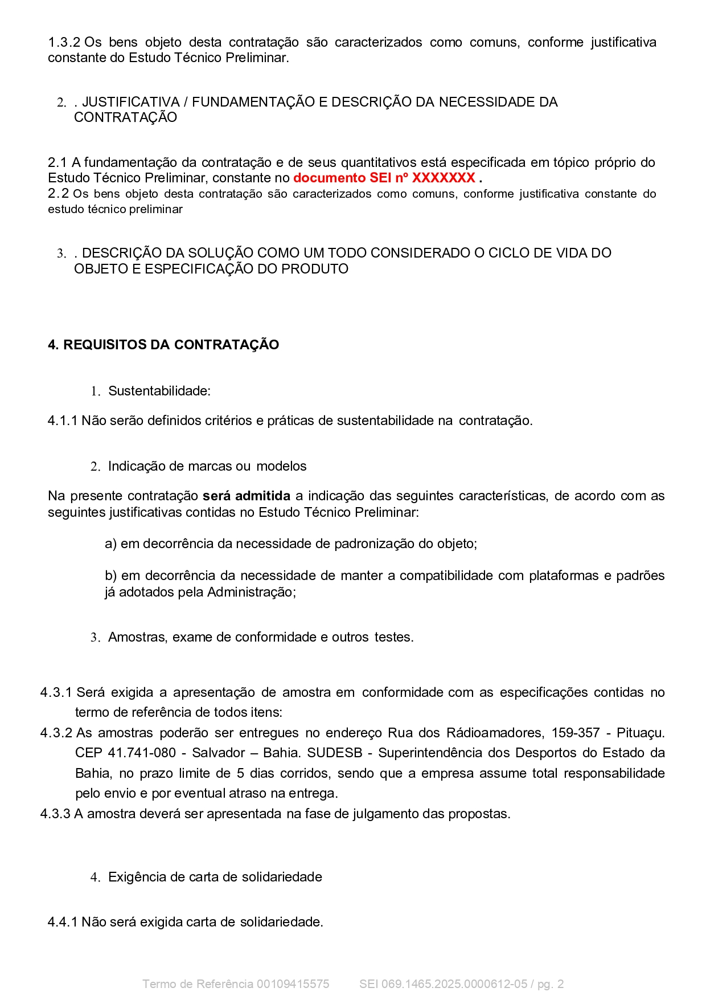 1.3.2 Os bens objeto desta contratação são caracterizados como comuns, conforme justificativa
constante do Estudo Técnico Preliminar.
2. . JUSTIFICATIVA / FUNDAMENTAÇÃO E DESCRIÇÃO DA NECESSIDADE DA
CONTRATAÇÃO
2.1 A fundamentação da contratação e de seus quantitativos está especificada em tópico próprio do
Estudo Técnico Preliminar, constante no documento SEI nº XXXXXXX .
2.2 Os bens objeto desta contratação são caracterizados como comuns, conforme justificativa constante do
estudo técnico preliminar
3. . DESCRIÇÃO DA SOLUÇÃO COMO UM TODO CONSIDERADO O CICLO DE VIDA DO
OBJETO E ESPECIFICAÇÃO DO PRODUTO
4. REQUISITOS DA CONTRATAÇÃO
1. Sustentabilidade:
4.1.1 Não serão definidos critérios e práticas de sustentabilidade na contratação.
2. Indicação de marcas ou modelos
Na presente contratação será admitida a indicação das seguintes características, de acordo com as
seguintes justificativas contidas no Estudo Técnico Preliminar:
a) em decorrência da necessidade de padronização do objeto;
b) em decorrência da necessidade de manter a compatibilidade com plataformas e padrões
já adotados pela Administração;
3. Amostras, exame de conformidade e outros testes.
4.3.1 Será exigida a apresentação de amostra em conformidade com as especificações contidas no
termo de referência de todos itens:
4.3.2 As amostras poderão ser entregues no endereço Rua dos Rádioamadores, 159-357 - Pituaçu.
CEP 41.741-080 - Salvador – Bahia. SUDESB - Superintendência dos Desportos do Estado da
Bahia, no prazo limite de 5 dias corridos, sendo que a empresa assume total responsabilidade
pelo envio e por eventual atraso na entrega.
4.3.3 A amostra deverá ser apresentada na fase de julgamento das propostas.
4. Exigência de carta de solidariedade
4.4.1 Não será exigida carta de solidariedade.
Termo de Referência 00109415575 SEI 069.1465.2025.0000612-05 / pg. 2